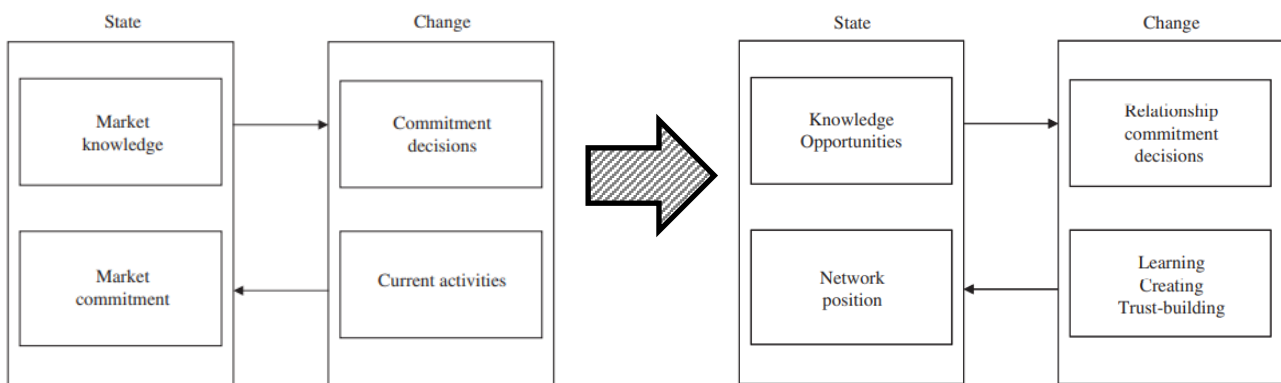 State
Change
Market
knowledge
Commitment
decisions
Market
commitment
Current activities
State
Change
Knowledge
Opportunities
Relationship
commitment
decisions
Network
position
Learning
Creating
Trust-building